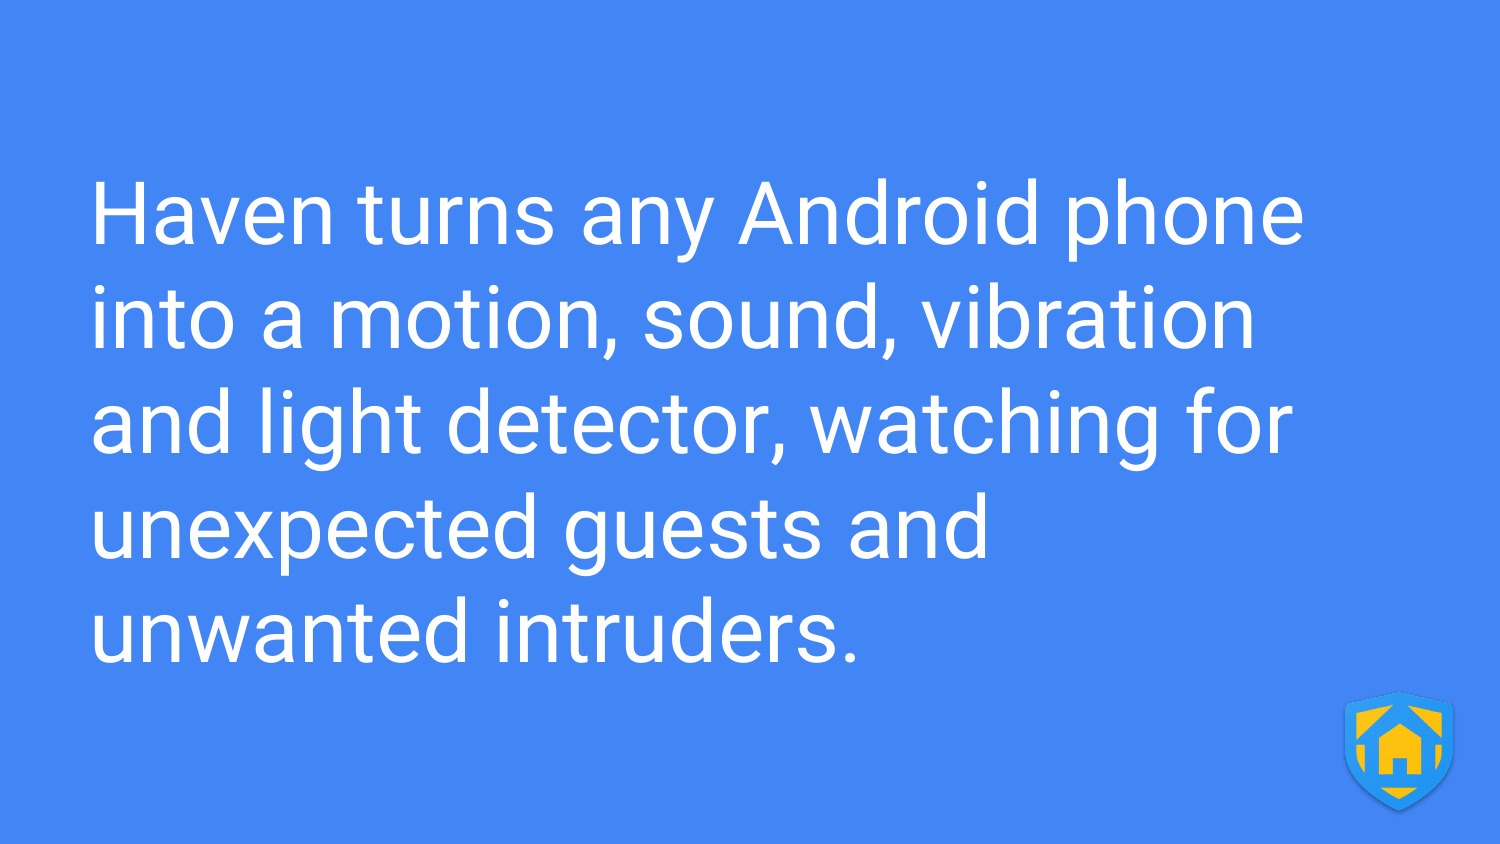 Haven turns any Android phone
into a motion, sound, vibration
and light detector, watching for
unexpected guests and
unwanted intruders.